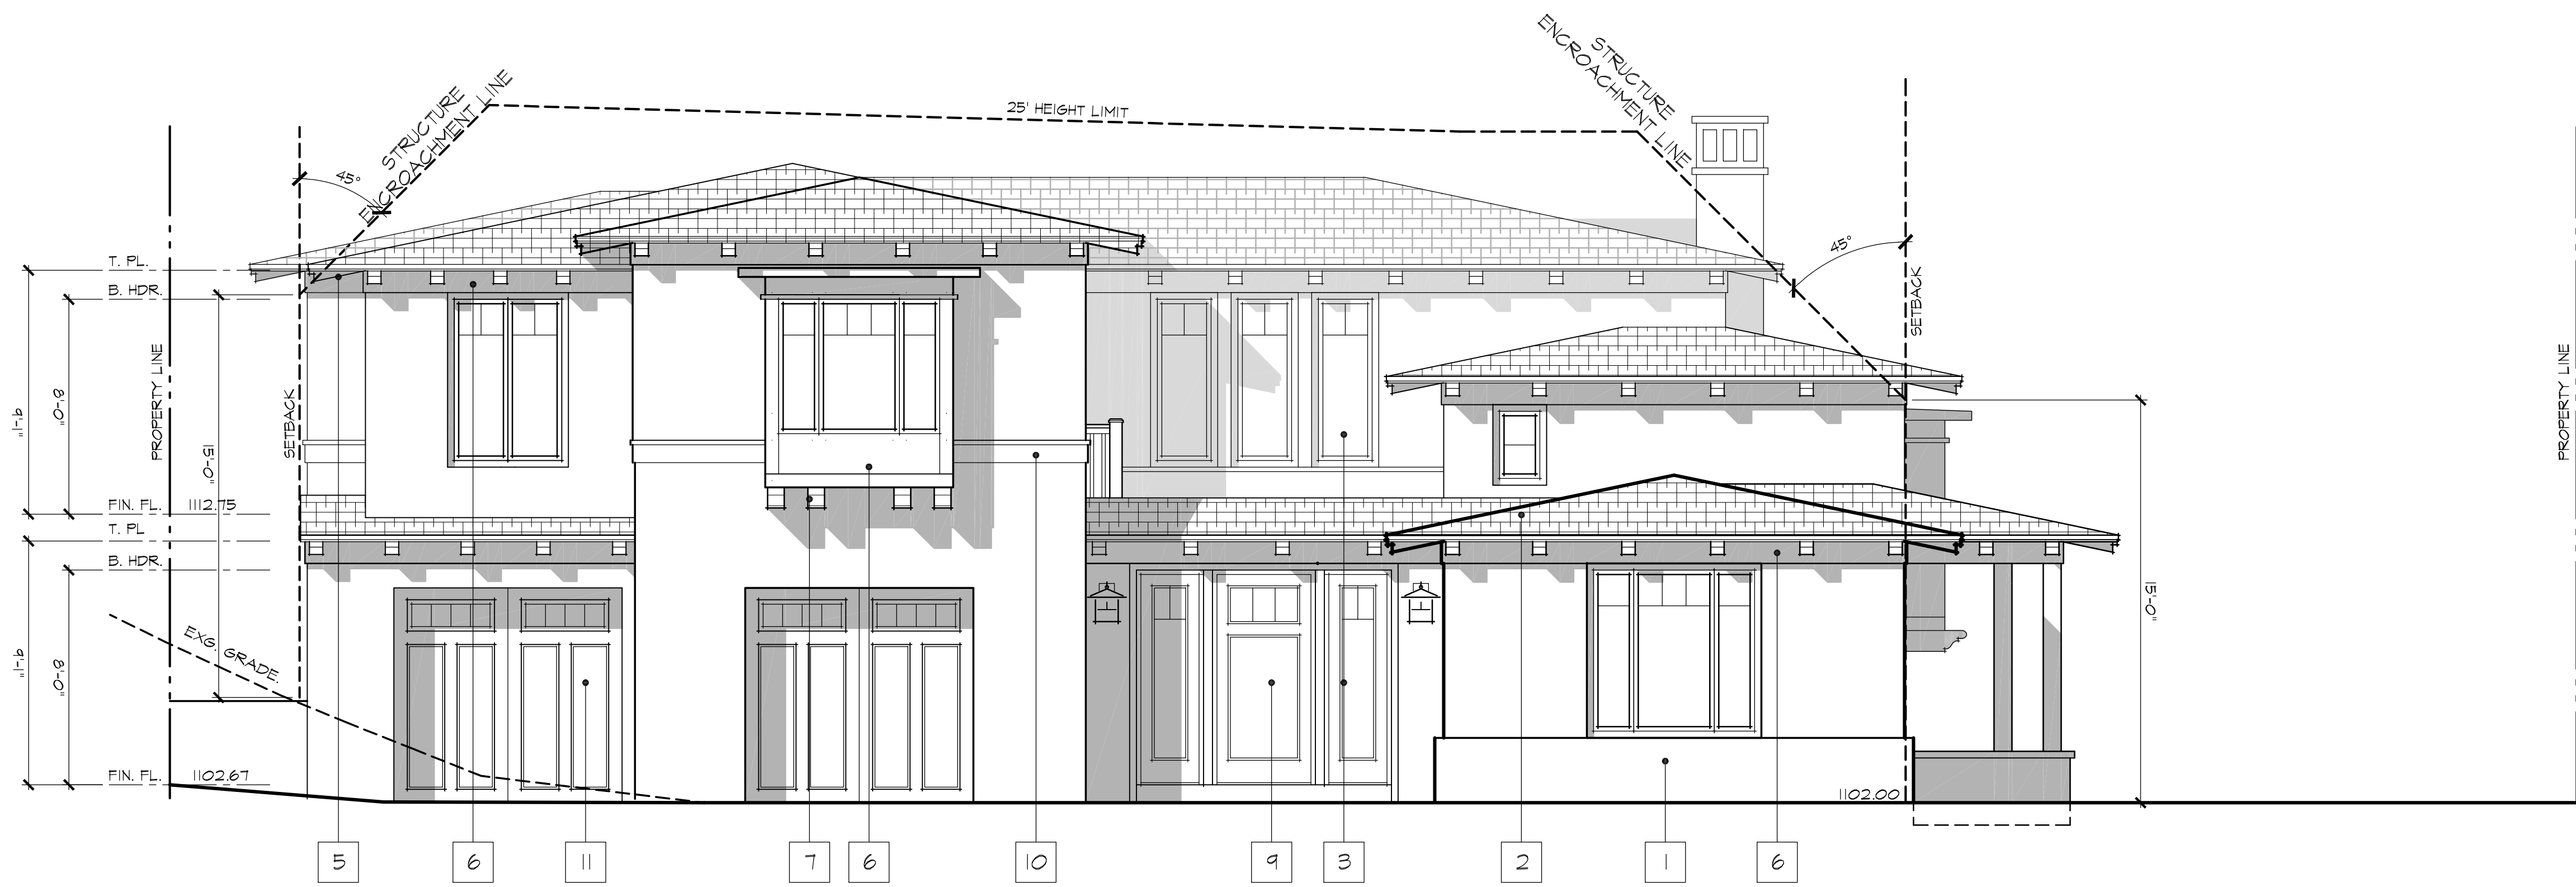 STRUCTURE
ENCROACHMENT LINE
25' HEIGHT LIMIT
STRUCTURE
ENCROACHMENT LINE
45°
45°
T. PL.
B. HDR.
PROPERTY LINE
SETBACK
SETBACK
PROPERTY LINE
9'-1"
8'-0"
15'-0"
FIN. FL. 1112.75
T. PL
B. HDR.
9'-1"
8'-0"
15'-0"
EXG. GRADE.
FIN. FL. 1102.67
1102.00
5 6 11 7 6 10 9 3 2 1 6